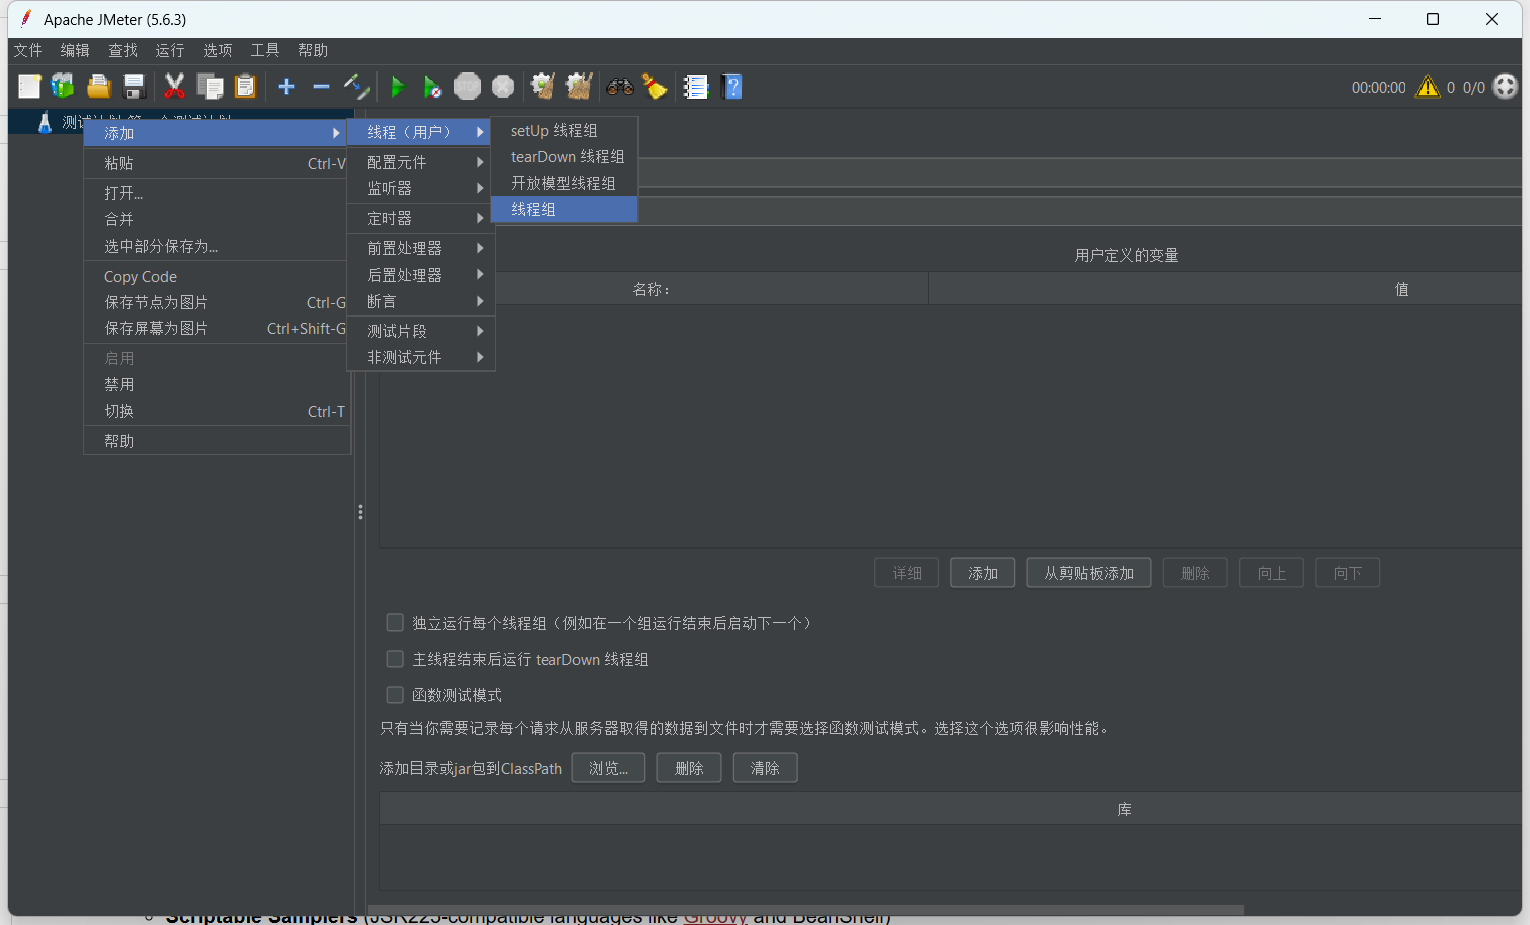 Apache JMeter (5.6.3)
文件 编辑 查找 运行 选项 工具 帮助
STOP
00:00:00 0 0/0
添加
粘贴 Ctrl-V
打开...
合并
选中部分保存为...
Copy Code
保存节点为图片 Ctrl-G
保存屏幕为图片 Ctrl+Shift-G
启用
禁用
切换 Ctrl-T
帮助
线程（用户）
配置元件
监听器
定时器
前置处理器
后置处理器
断言
测试片段
非测试元件
setUp 线程组
tearDown 线程组
开放模型线程组
线程组
用户定义的变量
名称： 值
详细 添加 从剪贴板添加 删除 向上 向下
独立运行每个线程组（例如在一个组运行结束后启动下一个）
主线程结束后运行 tearDown 线程组
函数测试模式
只有当你需要记录每个请求从服务器取得的数据到文件时才需要选择函数测试模式。选择这个选项很影响性能。
添加目录或jar包到ClassPath 浏览... 删除 清除
库
Scriptable Samplers (JSR223-compatible languages like Groovy and BeanShell)